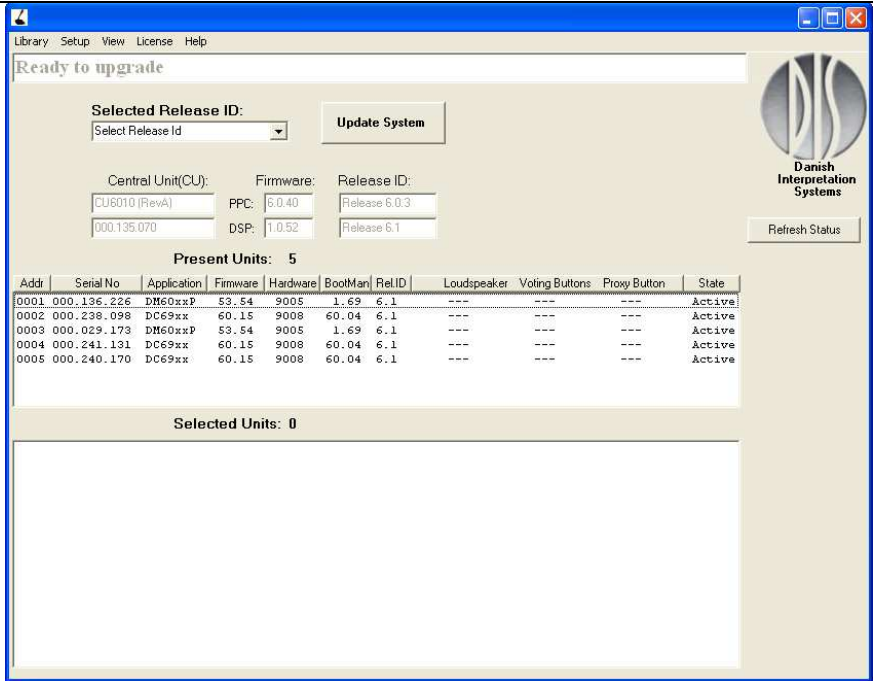 Library Setup View License Help
Ready to upgrade
Selected Release ID:
Select Release Id
Update System
DIS
Danish
Interpretation
Systems
Central Unit(CU): Firmware: Release ID:
CU6010 (RevA) PPC: 6.0.40 Release 6.0.3
000.135.070 DSP: 1.0.52 Release 6.1
Refresh Status
Present Units: 5
Addr Serial No Application Firmware Hardware BootMan Rel.ID Loudspeaker Voting Buttons Proxy Button State
0001 000.136.226 DM60xxP 53.54 9005 1.69 6.1 --- --- --- Active
0002 000.238.098 DC69xx 60.15 9008 60.04 6.1 --- --- --- Active
0003 000.029.173 DM60xxP 53.54 9005 1.69 6.1 --- --- --- Active
0004 000.241.131 DC69xx 60.15 9008 60.04 6.1 --- --- --- Active
0005 000.240.170 DC69xx 60.15 9008 60.04 6.1 --- --- --- Active
Selected Units: 0